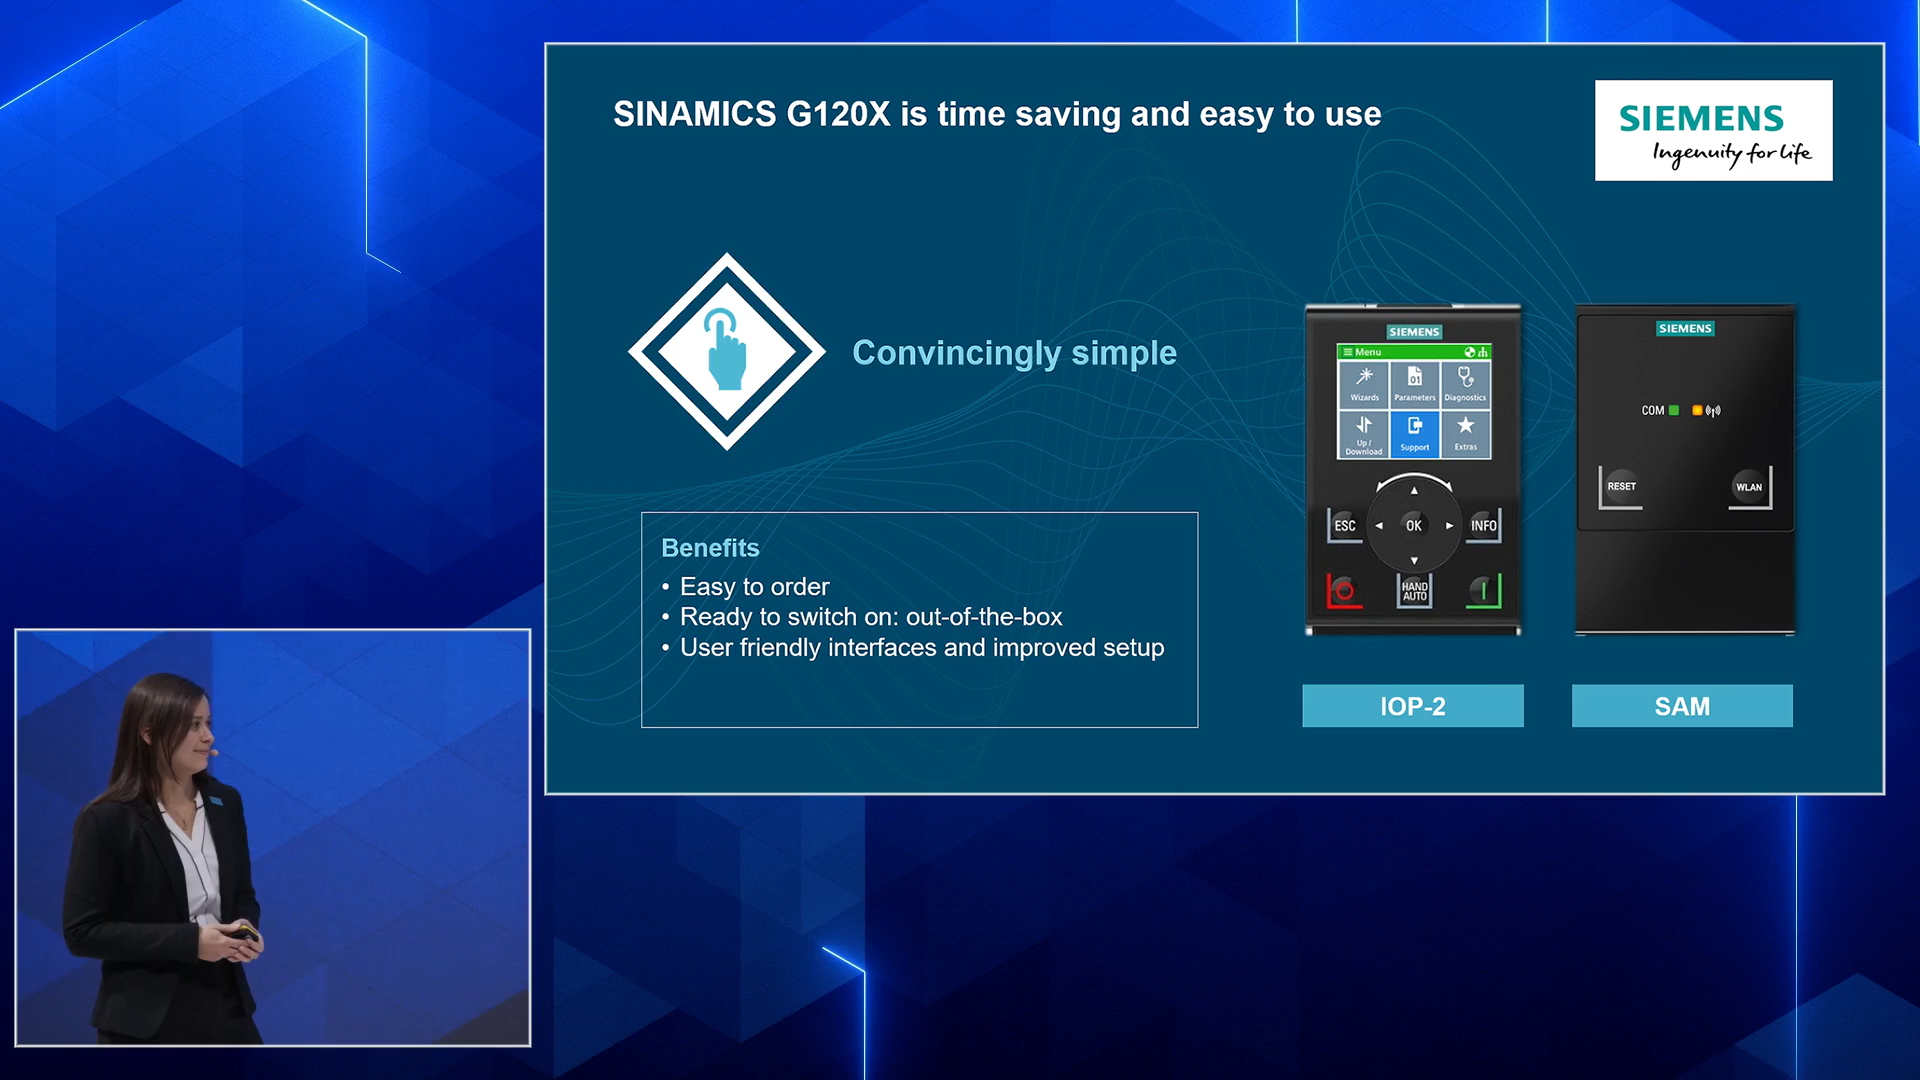 SINAMICS G120X is time saving and easy to use
SIEMENS
Ingenuity for life
Convincingly simple
Benefits
• Easy to order
• Ready to switch on: out-of-the-box
• User friendly interfaces and improved setup
SIEMENS
Menu
Wizards
Parameters
01
Diagnostics
Up /
Download
Support
Extras
ESC
OK
INFO
HAND
AUTO
IOP-2
SIEMENS
COM
RESET
WLAN
SAM